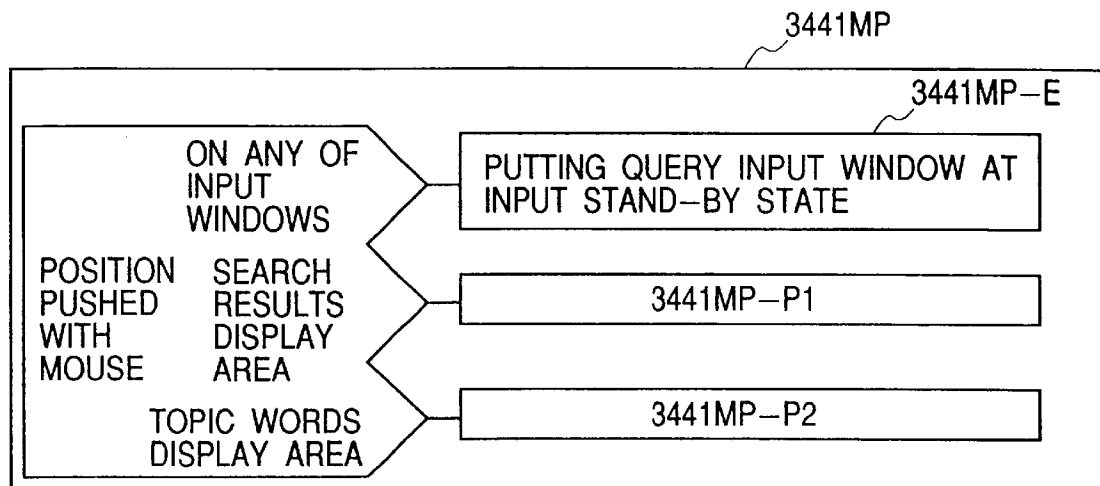 3441MP
3441MP-E
ON ANY OF
INPUT
WINDOWS
PUTTING QUERY INPUT WINDOW AT
INPUT STAND-BY STATE
POSITION
PUSHED
WITH
MOUSE
SEARCH
RESULTS
DISPLAY
AREA
3441MP-P1
TOPIC WORDS
DISPLAY AREA
3441MP-P2